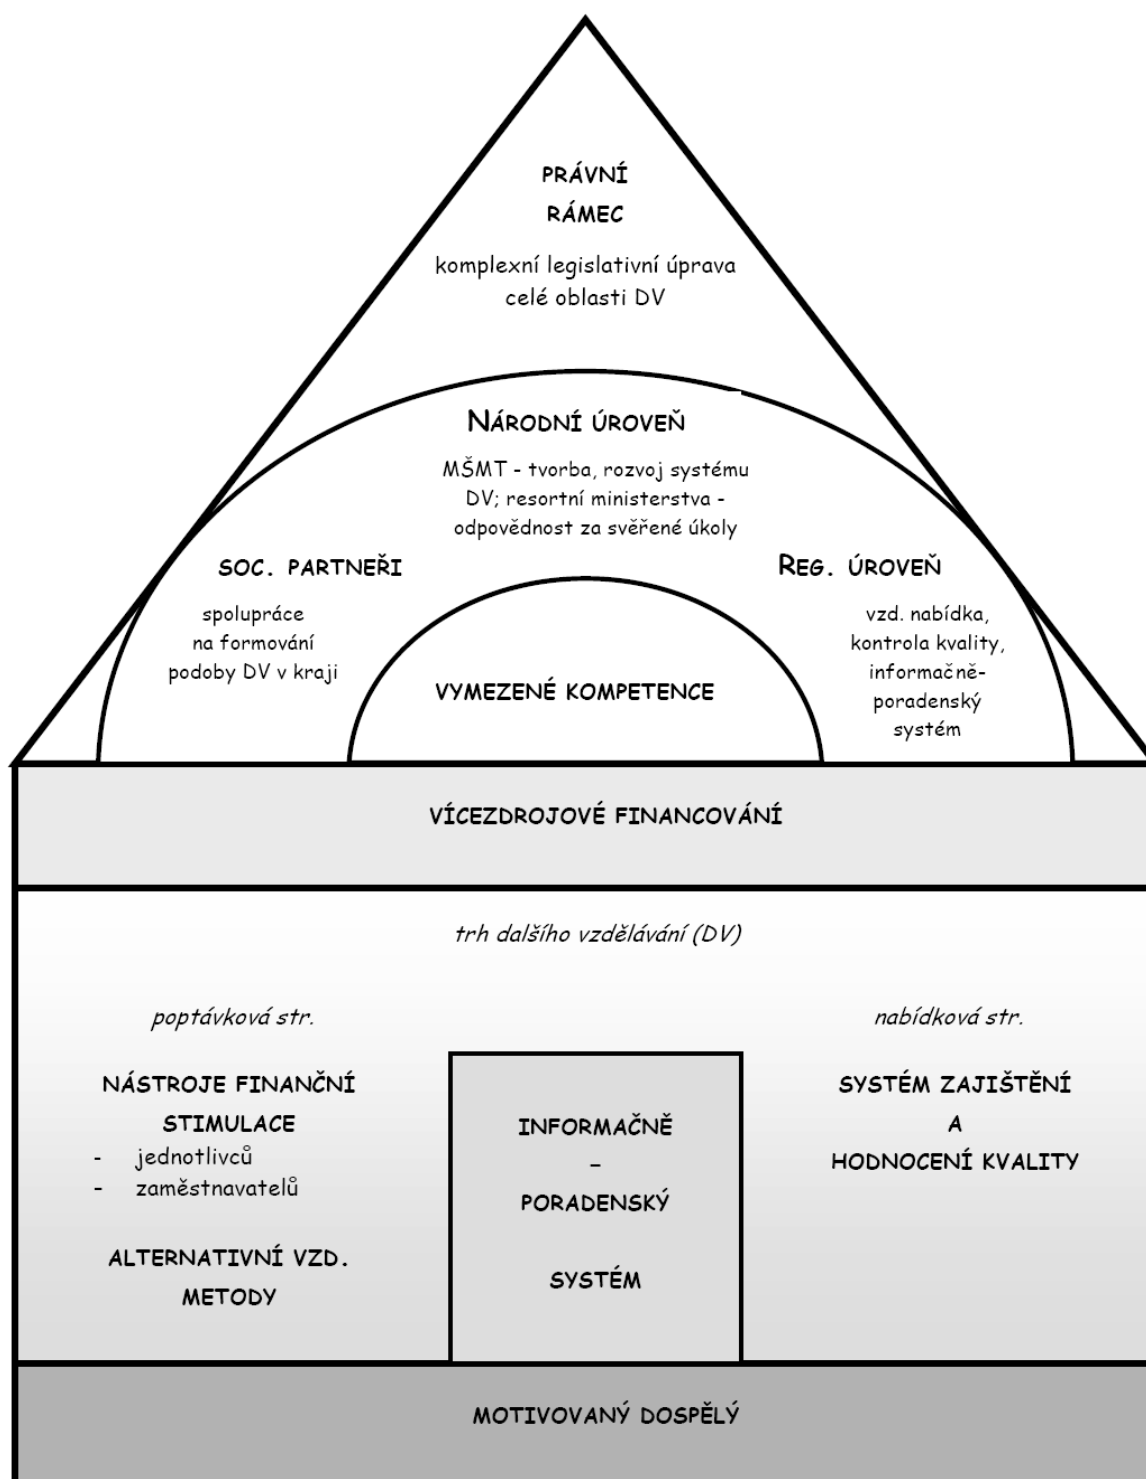 PRÁVNÍ
RÁMEC
komplexní legislativní úprava
celé oblasti DV
NÁRODNÍ ÚROVEŇ
MŠMT - tvorba, rozvoj systému
DV; resortní ministerstva -
odpovědnost za svěřené úkoly
SOC. PARTNEŘI
spolupráce
na formování
podoby DV v kraji
REG. ÚROVEŇ
vzd. nabídka,
kontrola kvality,
informačně-
poradenský
systém
VYMEZENÉ KOMPETENCE
VÍCEZDROJOVÉ FINANCOVÁNÍ
trh dalšího vzdělávání (DV)
poptávková str.
NÁSTROJE FINANČNÍ
STIMULACE
- jednotlivců
- zaměstnavatelů
ALTERNATIVNÍ VZD.
METODY
INFORMAČNĚ
–
PORADENSKÝ
SYSTÉM
nabídková str.
SYSTÉM ZAJIŠTĚNÍ
A
HODNOCENÍ KVALITY
MOTIVOVANÝ DOSPĚLÝ